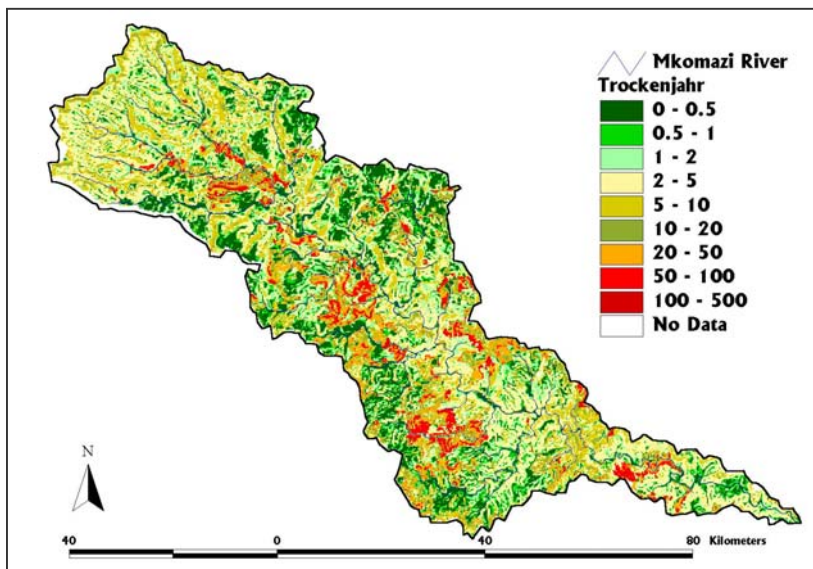 Mkomazi River
Trockenjahr
0 - 0.5
0.5 - 1
1 - 2
2 - 5
5 - 10
10 - 20
20 - 50
50 - 100
100 - 500
No Data
N
40 0 40 80 Kilometers